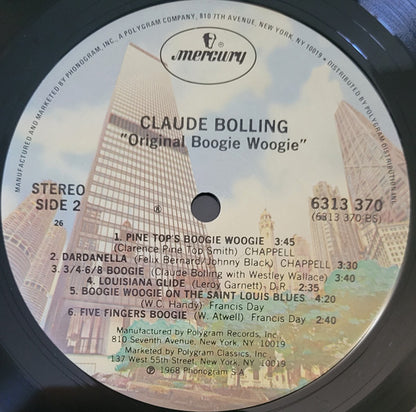 MANUFACTURED AND MARKETED BY PHONOGRAM, INC., A POLYGRAM COMPANY, 810 7TH AVENUE, NEW YORK, NY 10019 • DISTRIBUTED BY POLYGRAM DISTRIBUTION, INC.
mercury
CLAUDE BOLLING
"Original Boogie Woogie"
STEREO
SIDE 2
26
6313 370
(6313 370 BS)
1. PINE TOP'S BOOGIE WOOGIE 3:45
(Clarence Pine Top Smith) CHAPPELL
2. DARDANELLA (Felix Bernard/Johnny Black) CHAPPELL 3:30
3. 3/4-6/8 BOOGIE (Claude Bolling with Westley Wallace) 3:40
4. LOUISIANA GLIDE (Leroy Garnett) DiR 2:35
5. BOOGIE WOOGIE ON THE SAINT LOUIS BLUES 4:20
(W.C. Handy) Francis Day
6. FIVE FINGERS BOOGIE (W. Atwell) Francis Day 2:40
Manufactured by Polygram Records, Inc.
810 Seventh Avenue, New York, N.Y. 10019
Marketed by Polygram Classics, Inc.
137 West 55th Street, New York, N.Y. 10019
Ⓟ 1968 Phonogram S.A.